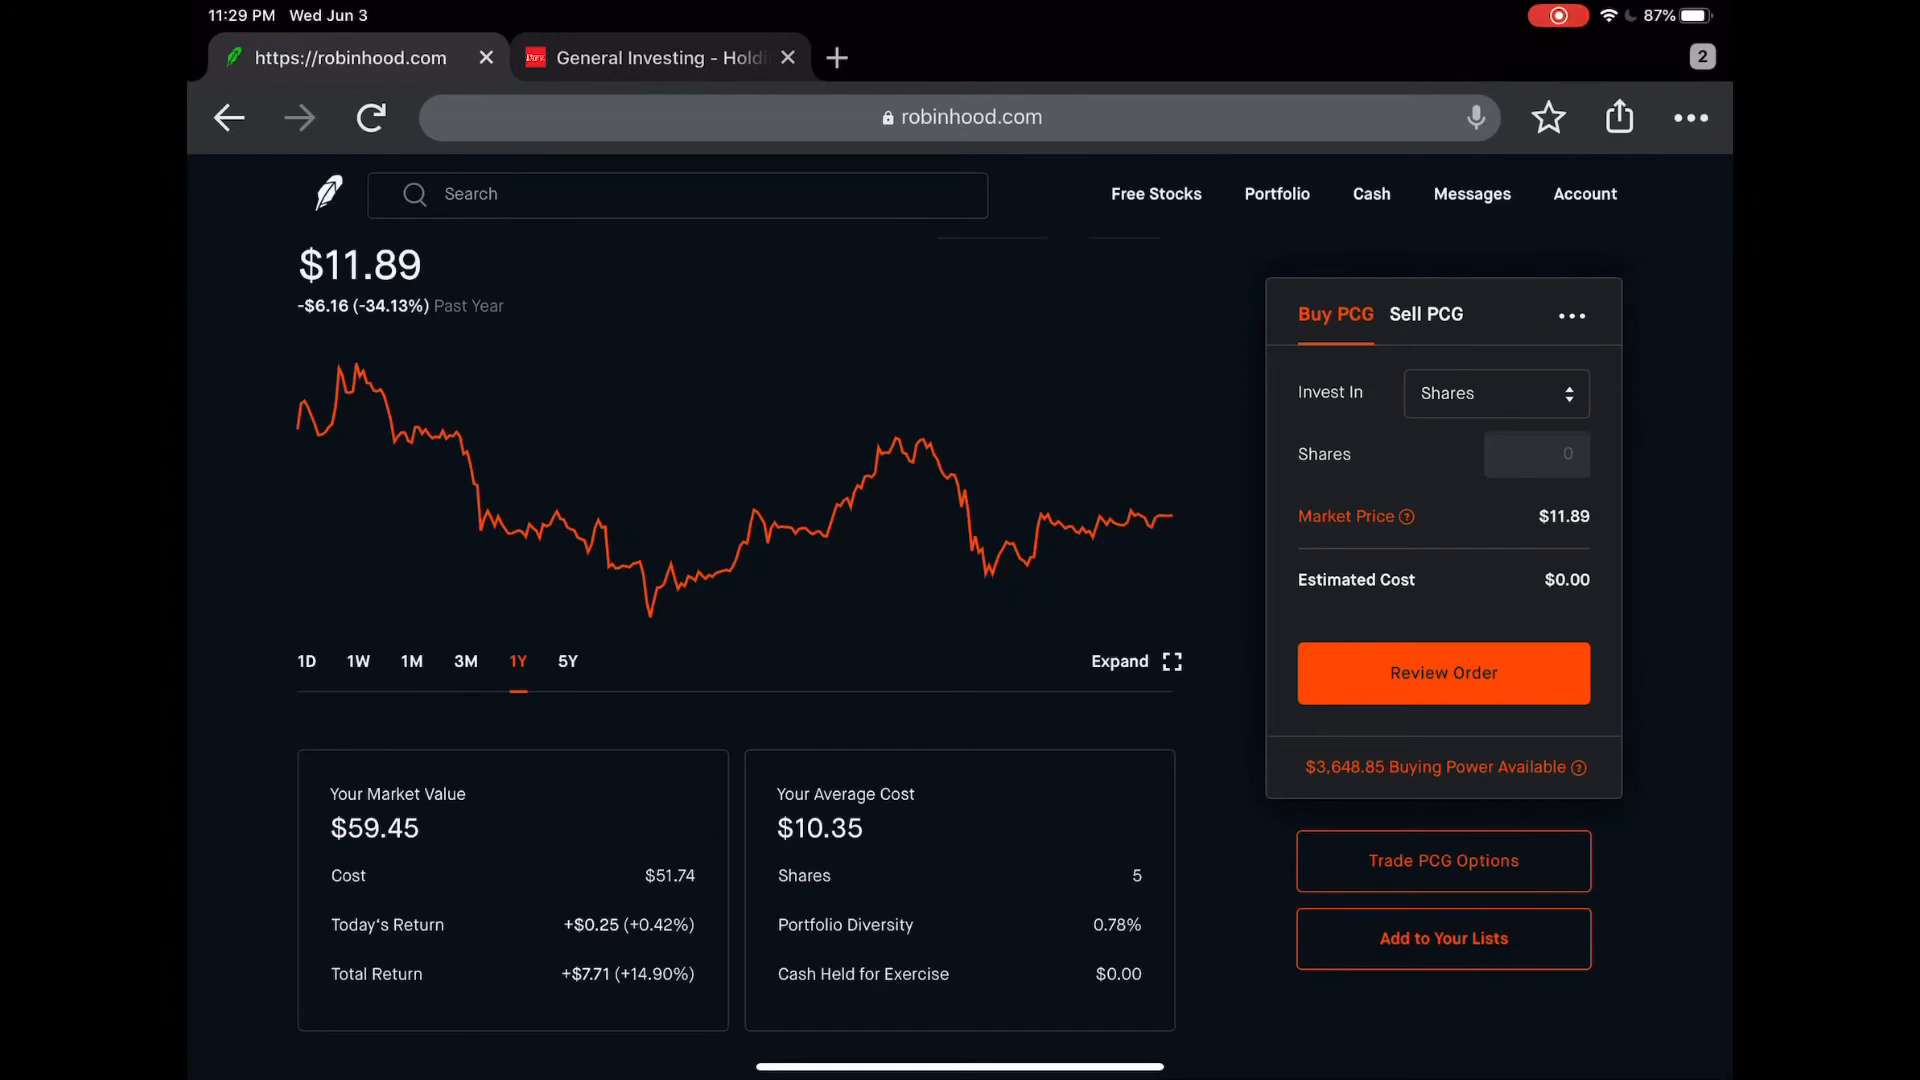 11:29 PM Wed Jun 3
87%
https://robinhood.com
General Investing - Holdi
2
robinhood.com
Search
Free Stocks
Portfolio
Cash
Messages
Account
$11.89
-$6.16 (-34.13%) Past Year
1D 1W 1M 3M 1Y 5Y
Expand
Your Market Value
$59.45
Cost $51.74
Today's Return +$0.25 (+0.42%)
Total Return +$7.71 (+14.90%)
Your Average Cost
$10.35
Shares 5
Portfolio Diversity 0.78%
Cash Held for Exercise $0.00
Buy PCG Sell PCG
Invest In Shares
Shares 0
Market Price $11.89
Estimated Cost $0.00
Review Order
$3,648.85 Buying Power Available
Trade PCG Options
Add to Your Lists